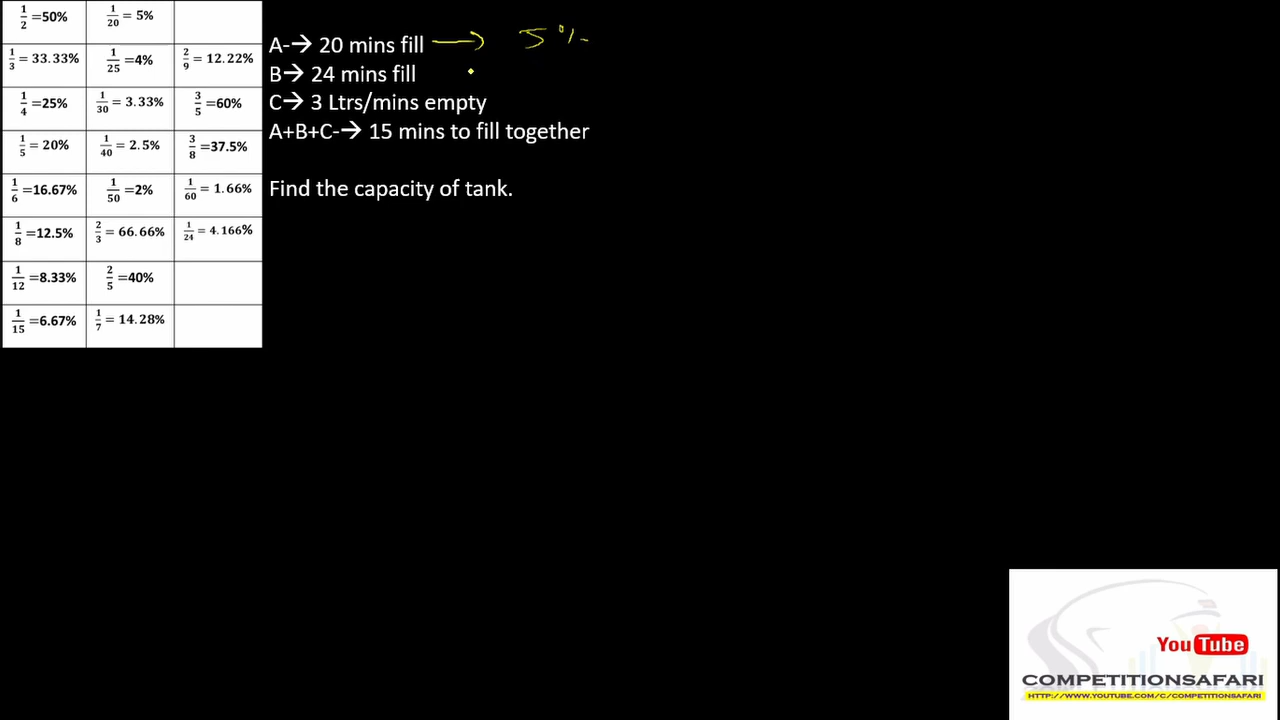 1/2 =50% 1/20 = 5%
1/3 = 33.33% 1/25 =4% 2/9 = 12.22%
1/4 =25% 1/30 = 3.33% 3/5 =60%
1/5 = 20% 1/40 = 2.5% 3/8 =37.5%
1/6 =16.67% 1/50 =2% 1/60 = 1.66%
1/8 =12.5% 2/3 = 66.66% 1/24 = 4.166%
1/12 =8.33% 2/5 =40%
1/15 =6.67% 1/7 = 14.28%
A-→ 20 mins fill → 5%
B→ 24 mins fill
C→ 3 Ltrs/mins empty
A+B+C-→ 15 mins to fill together
Find the capacity of tank.
YouTube
COMPETITIONSAFARI
HTTP://WWW.YOUTUBE.COM/C/COMPETITIONSAFARI